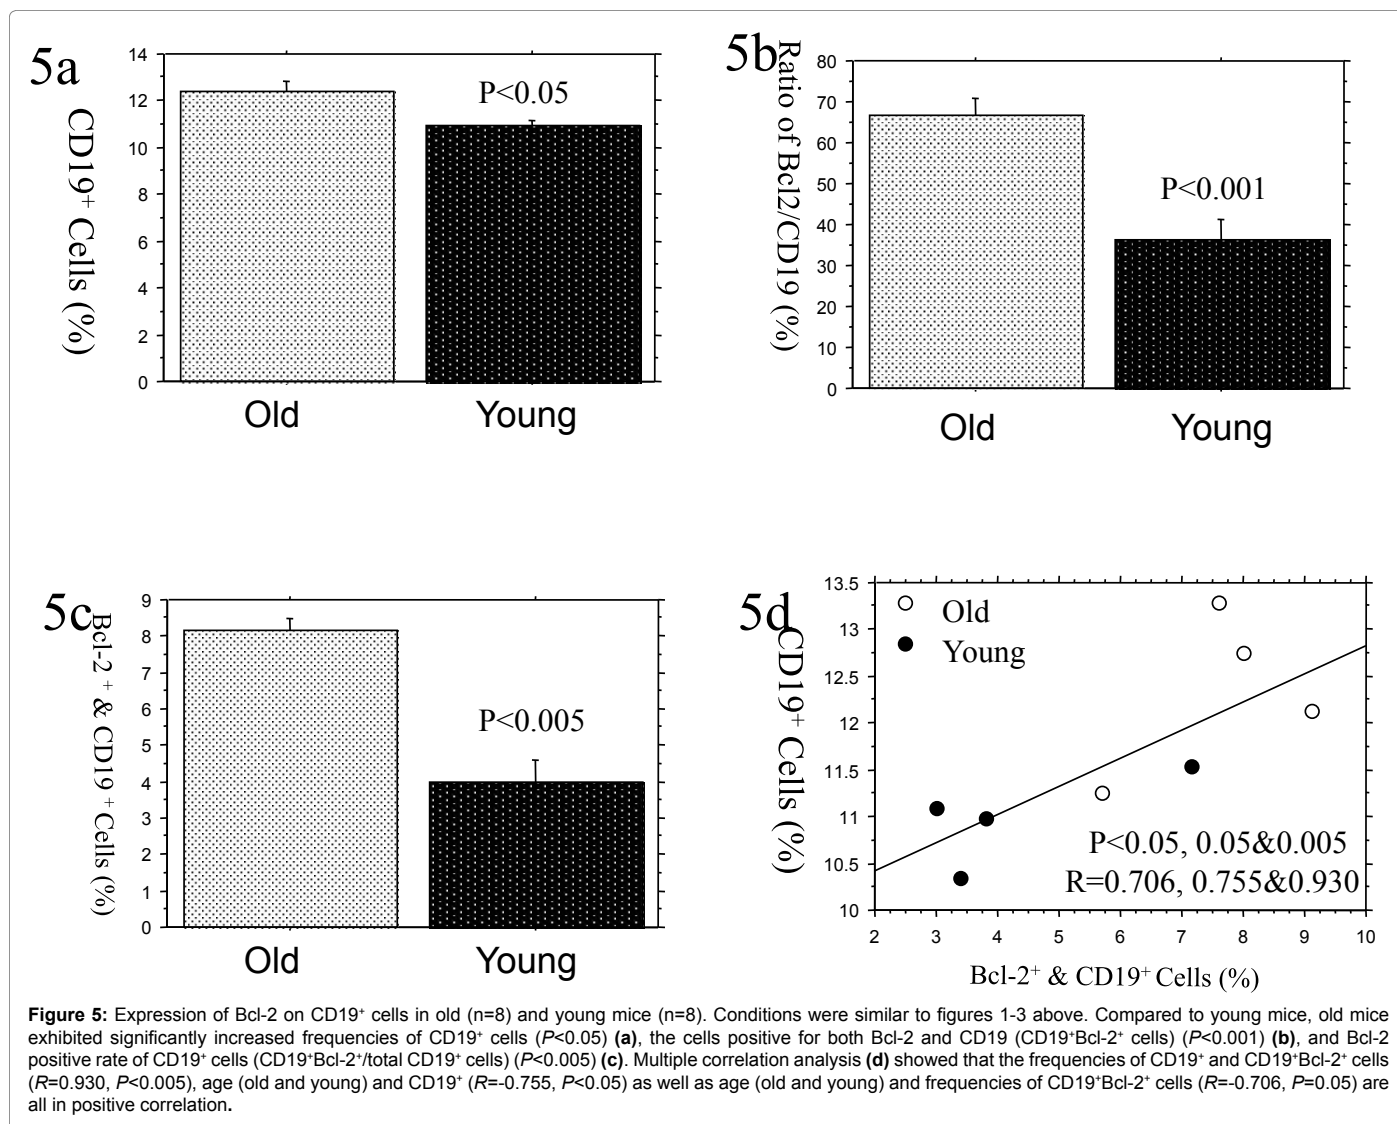 5a
CD19⁺ Cells (%)
14
12
10
8
6
4
2
0
P<0.05
Old Young
5b
Ratio of Bcl2/CD19 (%)
80
70
60
50
40
30
20
10
0
P<0.001
Old Young
5c
Bcl-2 ⁺ & CD19 ⁺ Cells (%)
9
8
7
6
5
4
3
2
1
0
P<0.005
Old Young
5d
CD19⁺ Cells (%)
13.5
13
12.5
12
11.5
11
10.5
10
Old
Young
P<0.05, 0.05&0.005
R=0.706, 0.755&0.930
2 3 4 5 6 7 8 9 10
Bcl-2⁺ & CD19⁺ Cells (%)
Figure 5: Expression of Bcl-2 on CD19⁺ cells in old (n=8) and young mice (n=8). Conditions were similar to figures 1-3 above. Compared to young mice, old mice
exhibited significantly increased frequencies of CD19⁺ cells (P<0.05) (a), the cells positive for both Bcl-2 and CD19 (CD19⁺Bcl-2⁺ cells) (P<0.001) (b), and Bcl-2
positive rate of CD19⁺ cells (CD19⁺Bcl-2⁺/total CD19⁺ cells) (P<0.005) (c). Multiple correlation analysis (d) showed that the frequencies of CD19⁺ and CD19⁺Bcl-2⁺ cells
(R=0.930, P<0.005), age (old and young) and CD19⁺ (R=-0.755, P<0.05) as well as age (old and young) and frequencies of CD19⁺Bcl-2⁺ cells (R=-0.706, P=0.05) are
all in positive correlation.